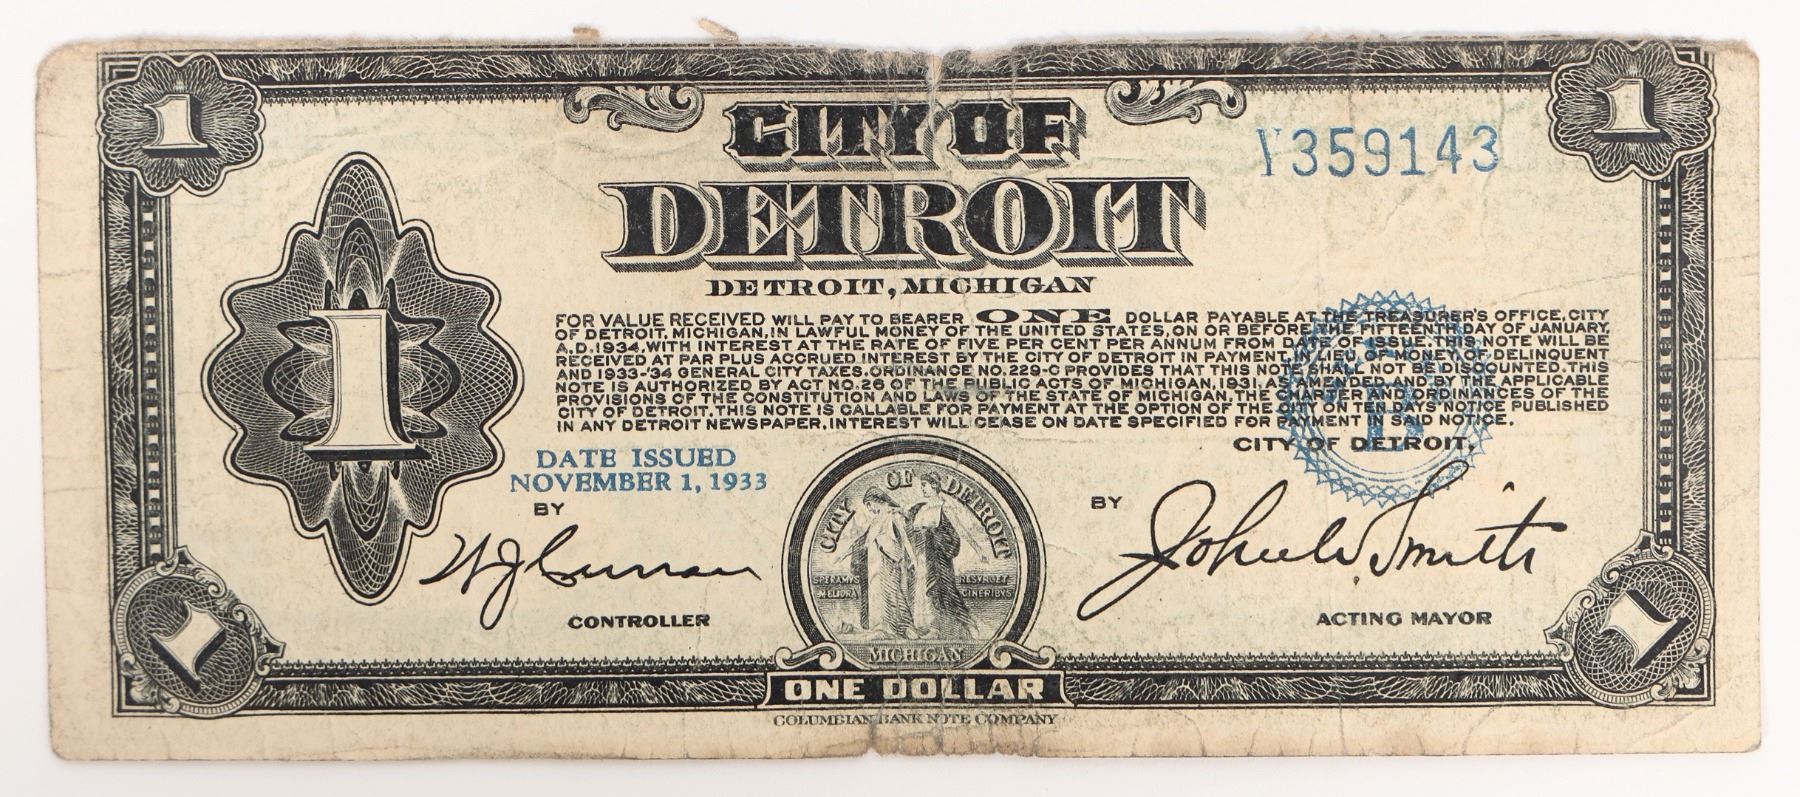 1
1
CITY OF
Y359143
DETROIT
DETROIT, MICHIGAN
1
FOR VALUE RECEIVED WILL PAY TO BEARER ONE DOLLAR PAYABLE AT THE TREASURER'S OFFICE, CITY
OF DETROIT, MICHIGAN, IN LAWFUL MONEY OF THE UNITED STATES, ON OR BEFORE THE FIFTEENTH DAY OF JANUARY,
A.D. 1934, WITH INTEREST AT THE RATE OF FIVE PER CENT PER ANNUM FROM DATE OF ISSUE. THIS NOTE WILL BE
RECEIVED AT PAR PLUS ACCRUED INTEREST BY THE CITY OF DETROIT IN PAYMENT, IN LIEU OF MONEY, OF DELINQUENT
AND 1933-34 GENERAL CITY TAXES. ORDINANCE NO. 229-C PROVIDES THAT THIS NOTE SHALL NOT BE DISCOUNTED. THIS
NOTE IS AUTHORIZED BY ACT NO. 26 OF THE PUBLIC ACTS OF MICHIGAN, 1931, AS AMENDED AND BY THE APPLICABLE
PROVISIONS OF THE CONSTITUTION AND LAWS OF THE STATE OF MICHIGAN, THE CHARTER AND ORDINANCES OF THE
CITY OF DETROIT. THIS NOTE IS CALLABLE FOR PAYMENT AT THE OPTION OF THE CITY ON TEN DAYS' NOTICE PUBLISHED
IN ANY DETROIT NEWSPAPER. INTEREST WILL CEASE ON DATE SPECIFIED FOR PAYMENT IN SAID NOTICE.
CITY OF DETROIT,
DATE ISSUED
NOVEMBER 1, 1933
BY
W J Curran
CONTROLLER
CITY OF DETROIT
SPERAMVS MELIORA
RESVRGET CINERIBVS
MICHIGAN
BY
John W. Smith
ACTING MAYOR
1
1
ONE DOLLAR
COLUMBIAN BANK NOTE COMPANY